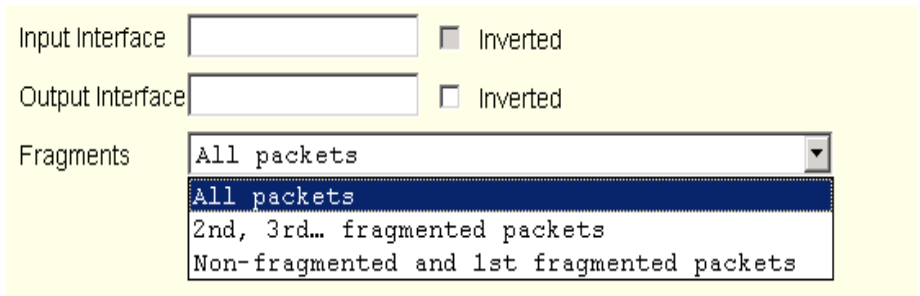 Input Interface Inverted
Output Interface Inverted
Fragments All packets
All packets
2nd, 3rd… fragmented packets
Non-fragmented and 1st fragmented packets